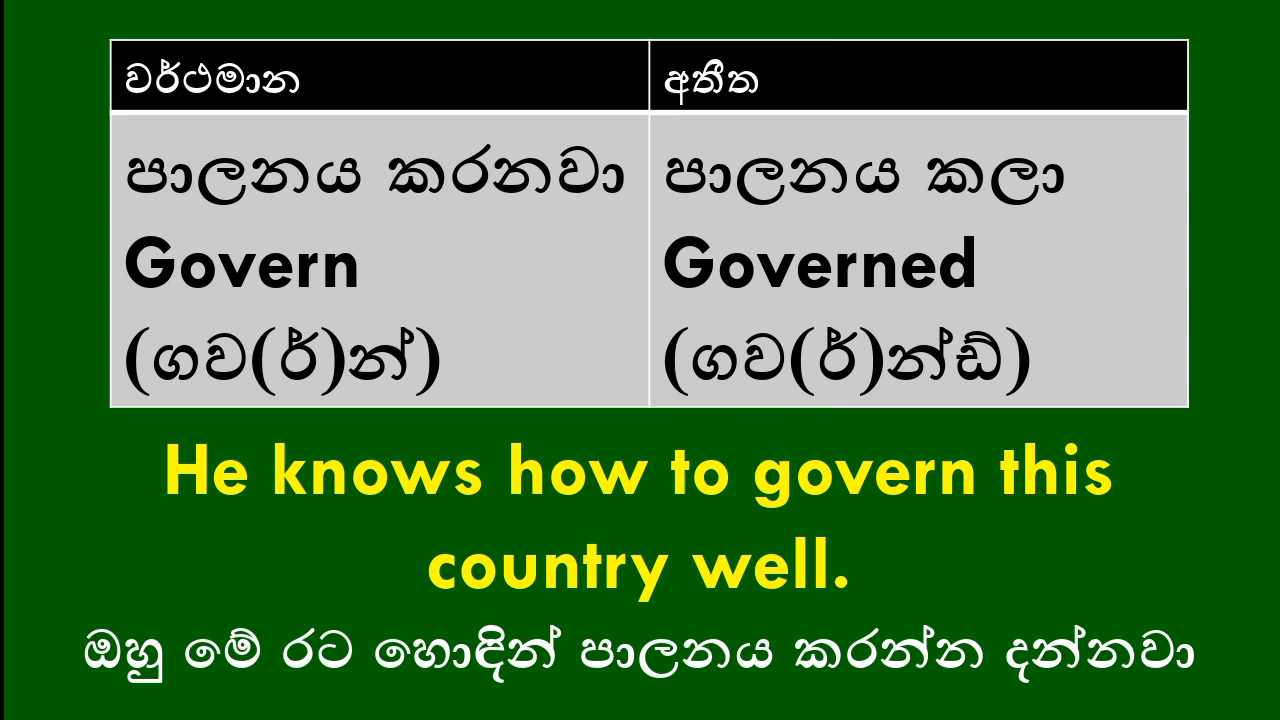 වර්ථමාන අතීත
පාලනය කරනවා පාලනය කලා
Govern Governed
(ගව(ර්)න්) (ගව(ර්)න්ඩ්)
He knows how to govern this
country well.
ඔහු මේ රට හොඳින් පාලනය කරන්න දන්නවා